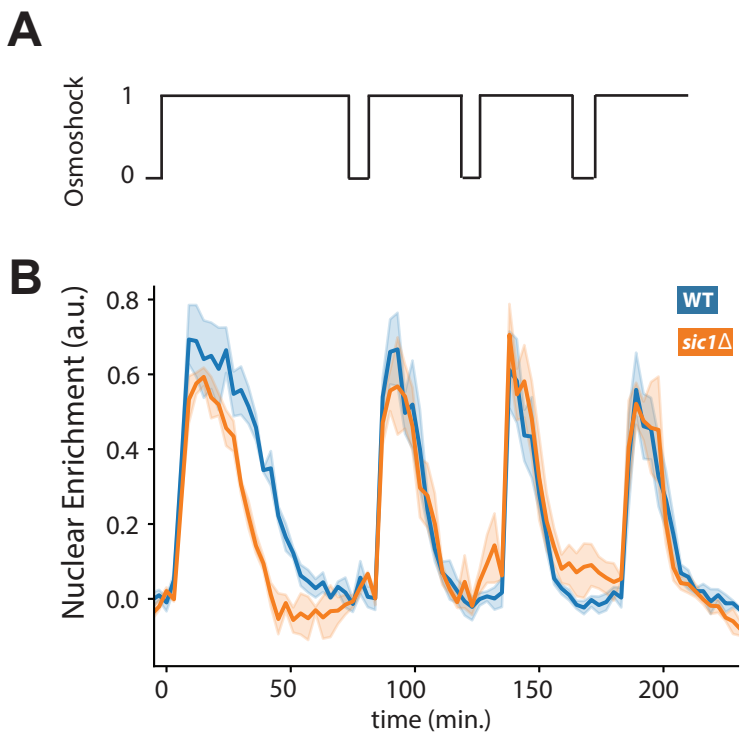 A
Osmoshock
1
0
B
Nuclear Enrichment (a.u.)
0.8
0.6
0.4
0.2
0.0
WT
sic1Δ
0 50 100 150 200
time (min.)